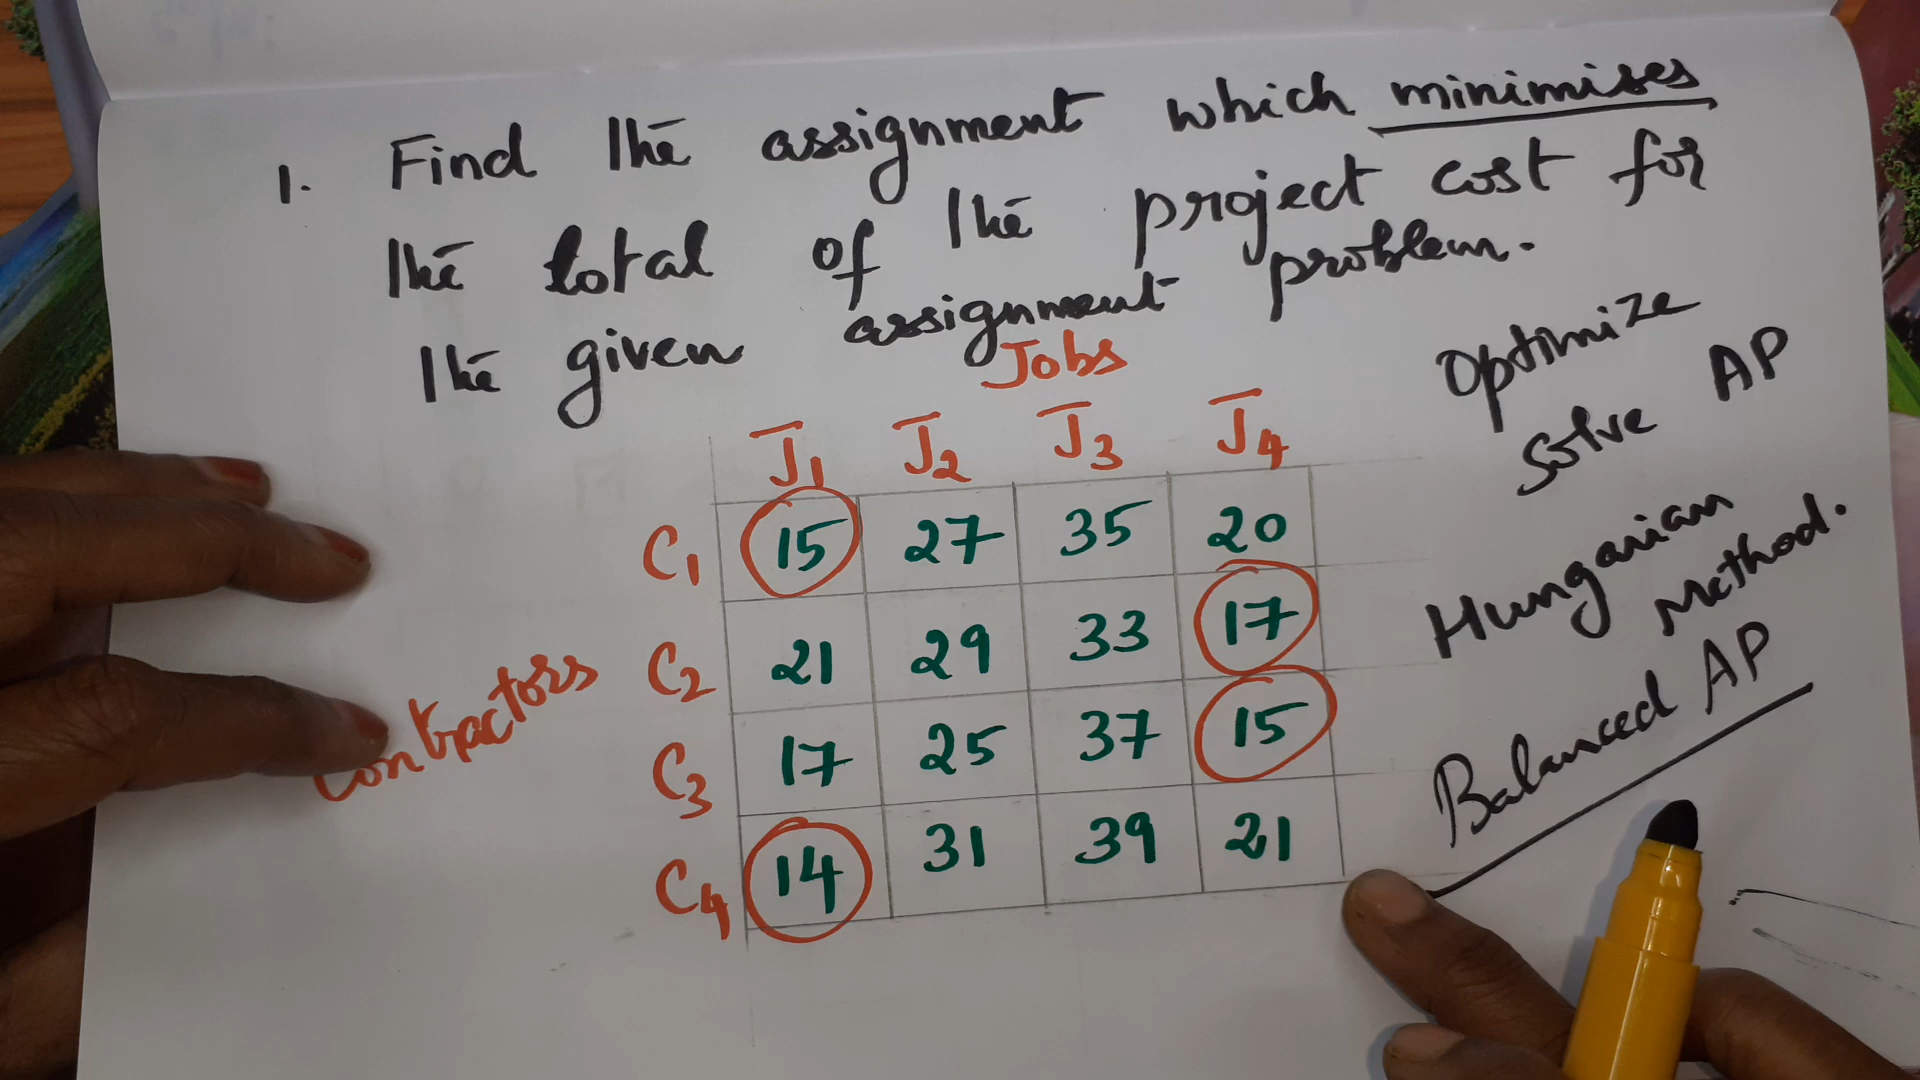 1. Find the assignment which minimises
the total of the project cost for
the given assignment problem.
Jobs
J1 J2 J3 J4
C1 15 27 35 20
C2 21 29 33 17
C3 17 25 37 15
C4 14 31 39 21
Contractors
Optimize
Solve AP
Hungarian
Method.
Balanced AP